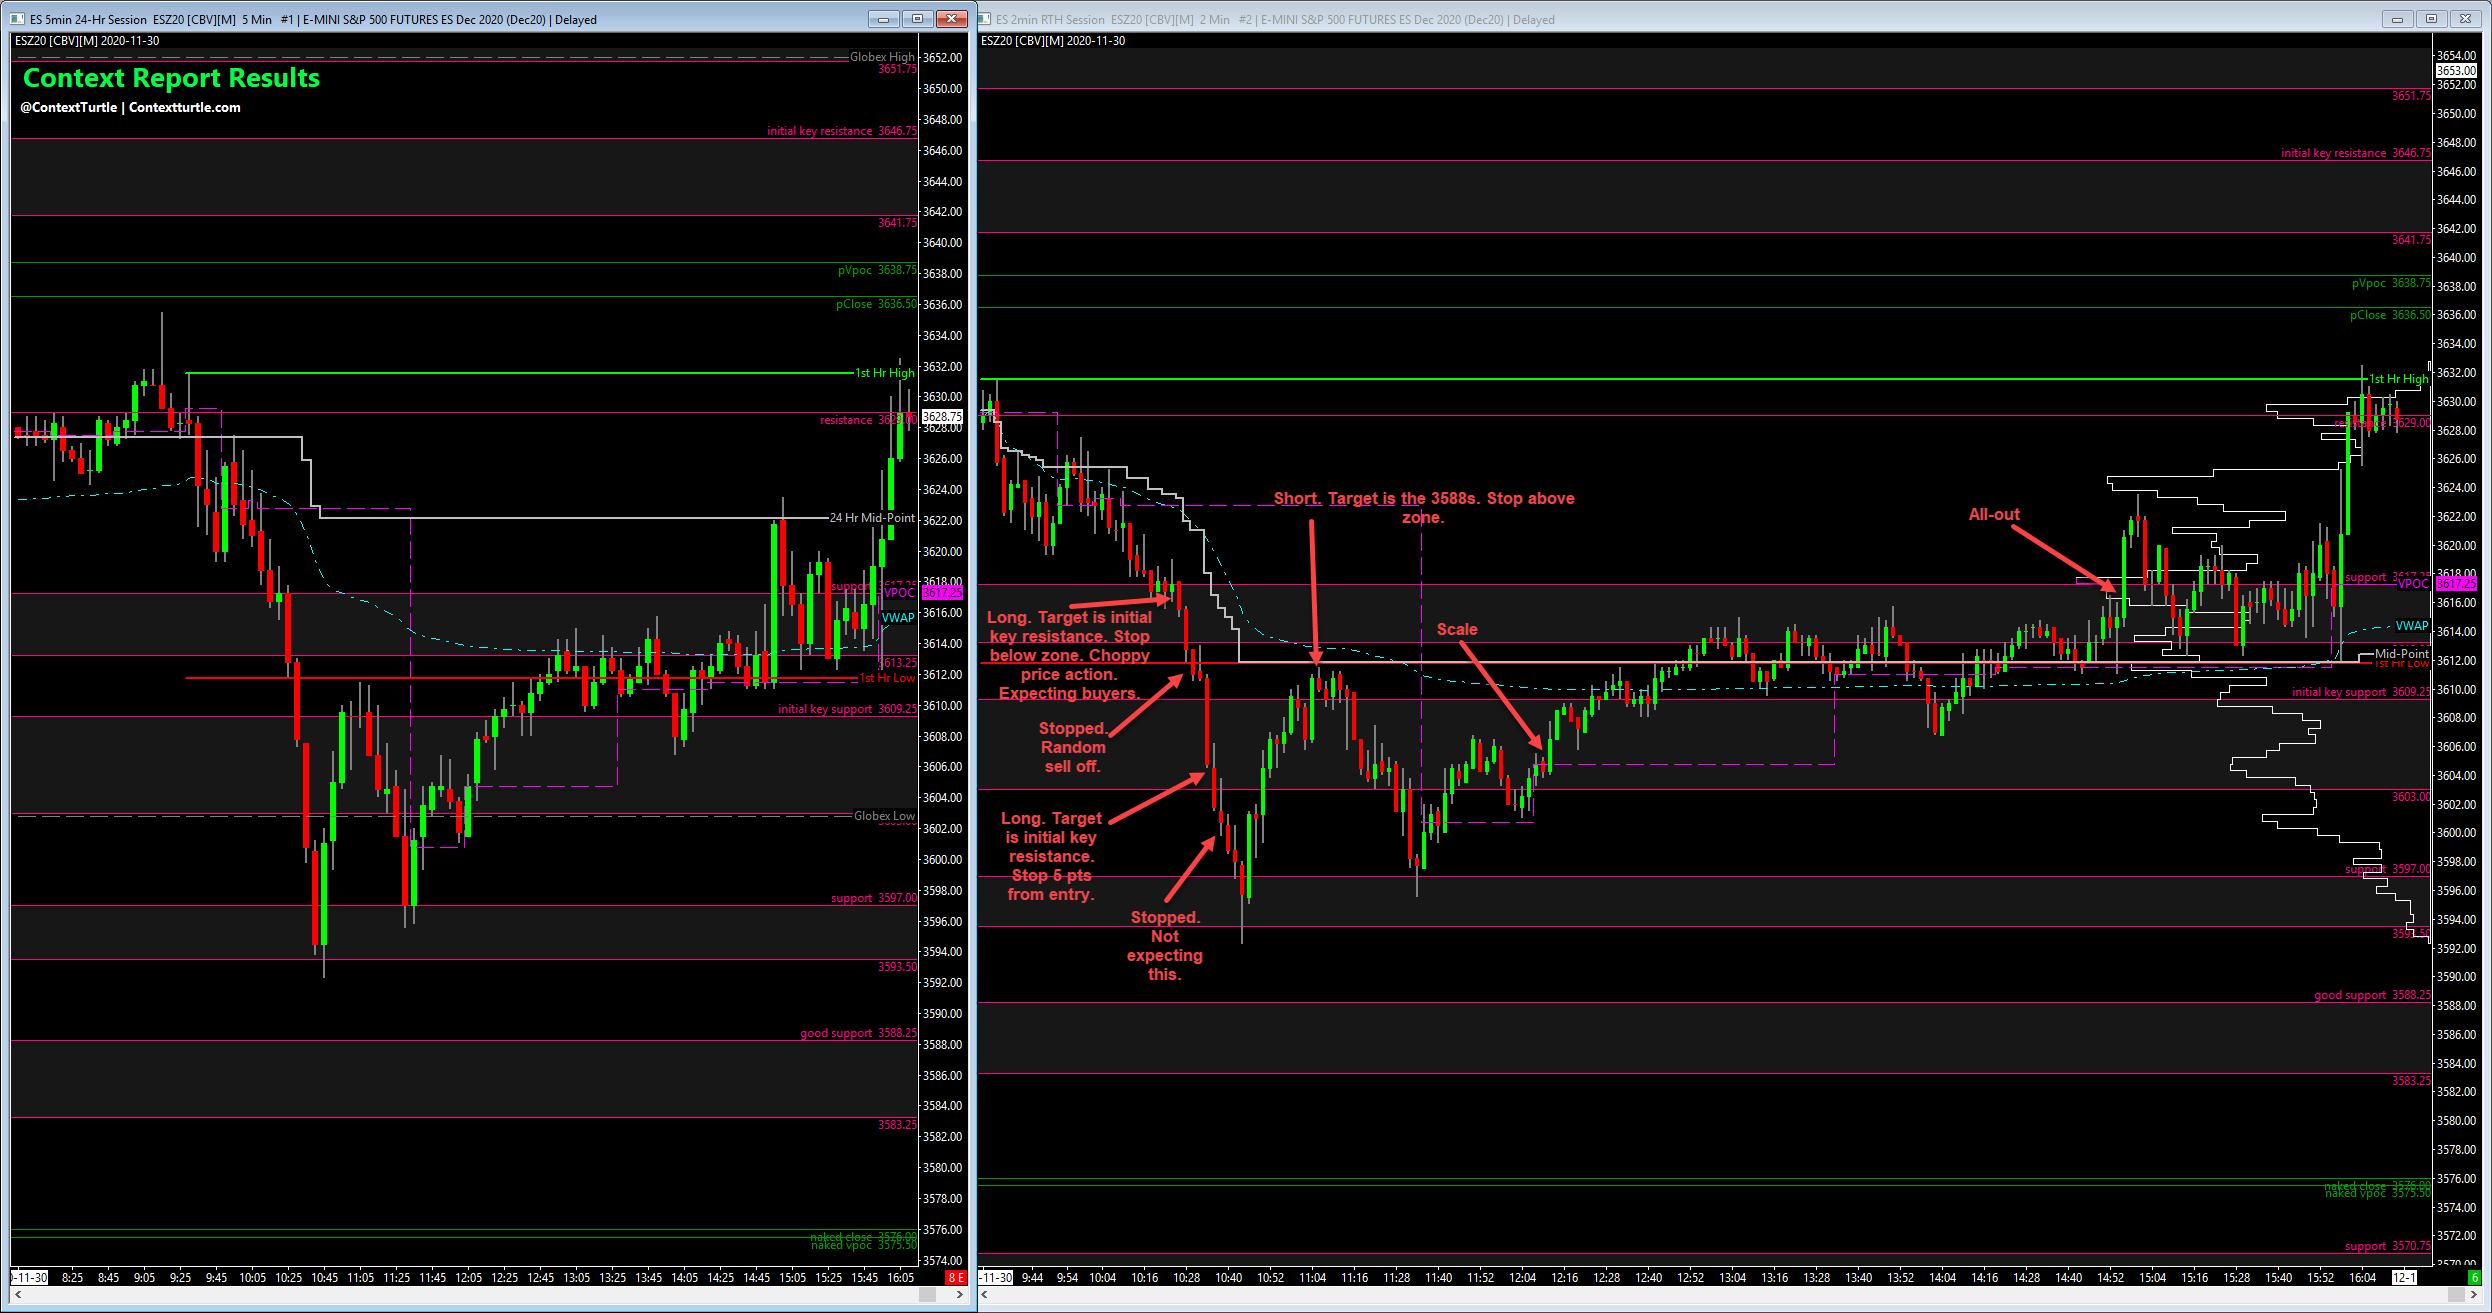 ES 5min 24-Hr Session ESZ20 [CBV][M] 5 Min #1 | E-MINI S&P 500 FUTURES ES Dec 2020 (Dec20) | Delayed
ESZ20 [CBV][M] 2020-11-30
Context Report Results
@ContextTurtle | Contextturtle.com
Globex High
3651.75
initial key resistance 3646.75
3641.75
pVpoc 3638.75
pClose 3636.50
1st Hr High
resistance
24 Hr Mid-Point
support 3617.25
VPOC
VWAP
3613.25
1st Hr Low
initial key support 3609.25
Globex Low
support 3597.00
3593.50
good support 3588.25
3583.25
naked close 3576.00
naked vpoc 3575.50
3652.00
3650.00
3648.00
3646.00
3644.00
3642.00
3640.00
3638.00
3636.00
3634.00
3632.00
3630.00
3628.75
3628.00
3626.00
3624.00
3622.00
3620.00
3618.00
3617.25
3616.00
3614.00
3612.00
3610.00
3608.00
3606.00
3604.00
3602.00
3600.00
3598.00
3596.00
3594.00
3592.00
3590.00
3588.00
3586.00
3584.00
3582.00
3580.00
3578.00
3576.00
3574.00
-11-30 8:25 8:45 9:05 9:25 9:45 10:05 10:25 10:45 11:05 11:25 11:45 12:05 12:25 12:45 13:05 13:25 13:45 14:05 14:25 14:45 15:05 15:25 15:45 16:05 8 E
ES 2min RTH Session ESZ20 [CBV][M] 2 Min #2 | E-MINI S&P 500 FUTURES ES Dec 2020 (Dec20) | Delayed
ESZ20 [CBV][M] 2020-11-30
3651.75
initial key resistance 3646.75
3641.75
pVpoc 3638.75
pClose 3636.50
1st Hr High
3629.00
Short. Target is the 3588s. Stop above
zone.
All-out
support
VPOC
Long. Target is initial
key resistance. Stop
below zone. Choppy
price action.
Expecting buyers.
Scale
VWAP
Mid-Point
1st Hr Low
initial key support 3609.25
Stopped.
Random
sell off.
3603.00
Long. Target
is initial key
resistance.
Stop 5 pts
from entry.
support 3597.00
Stopped.
Not
expecting
this.
3593.50
good support 3588.25
3583.25
naked close 3576.00
naked vpoc 3575.50
support 3570.75
3654.00
3653.00
3652.00
3650.00
3648.00
3646.00
3644.00
3642.00
3640.00
3638.00
3636.00
3634.00
3632.00
3630.00
3628.00
3626.00
3624.00
3622.00
3620.00
3618.00
3617.25
3616.00
3614.00
3612.00
3610.00
3608.00
3606.00
3604.00
3602.00
3600.00
3598.00
3596.00
3594.00
3592.00
3590.00
3588.00
3586.00
3584.00
3582.00
3580.00
3578.00
3576.00
3574.00
3572.00
3570.00
-11-30 9:44 9:54 10:04 10:16 10:28 10:40 10:52 11:04 11:16 11:28 11:40 11:52 12:04 12:16 12:28 12:40 12:52 13:04 13:16 13:28 13:40 13:52 14:04 14:16 14:28 14:40 14:52 15:04 15:16 15:28 15:40 15:52 16:04 12-1 6